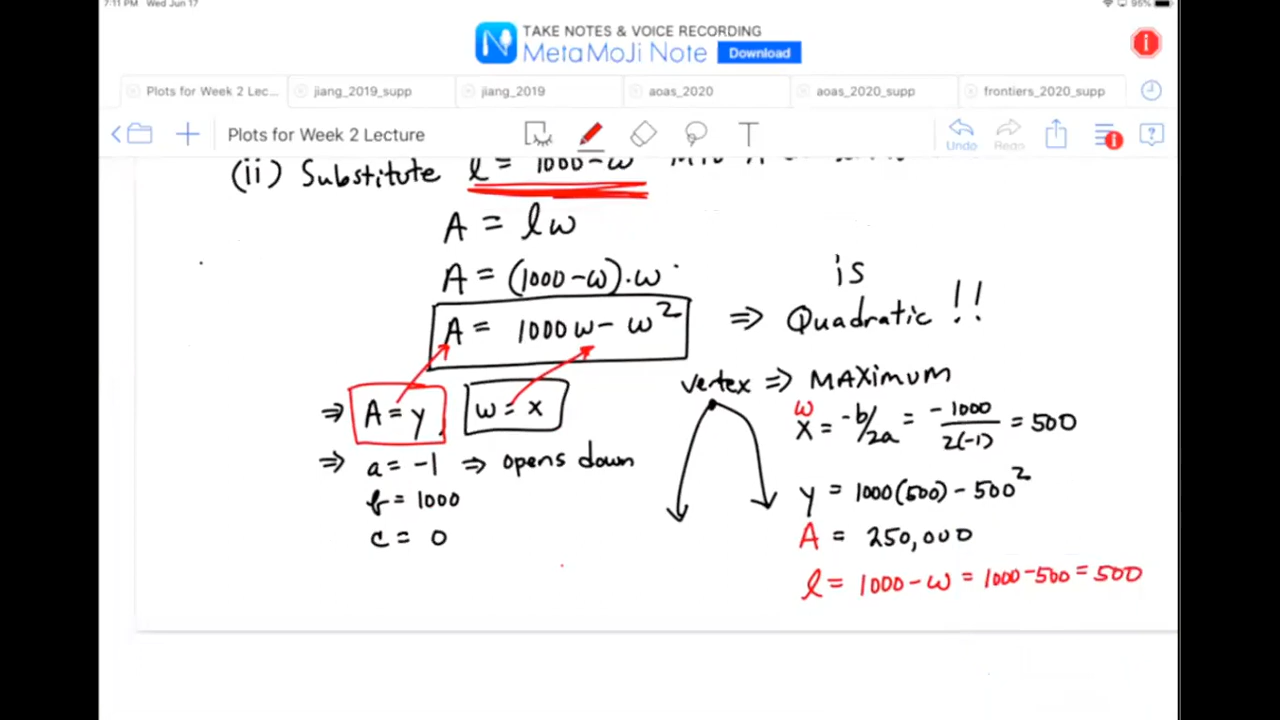 7:11 PM Wed Jun 17
95%
TAKE NOTES & VOICE RECORDING
MetaMoJi Note Download
Plots for Week 2 Lec... jiang_2019_supp jiang_2019 aoas_2020 aoas_2020_supp frontiers_2020_supp
Plots for Week 2 Lecture T Undo Redo
(ii) Substitute l = 1000-w
A = lw
A = (1000-w)·w
A = 1000w - w²
⇒ is Quadratic !!
⇒ A = y, w = x
⇒ a = -1 ⇒ opens down
b = 1000
c = 0
vertex ⇒ MAXimum
w
x = -b/2a = -1000/2(-1) = 500
y = 1000(500) - 500²
A = 250,000
l = 1000-w = 1000-500 = 500